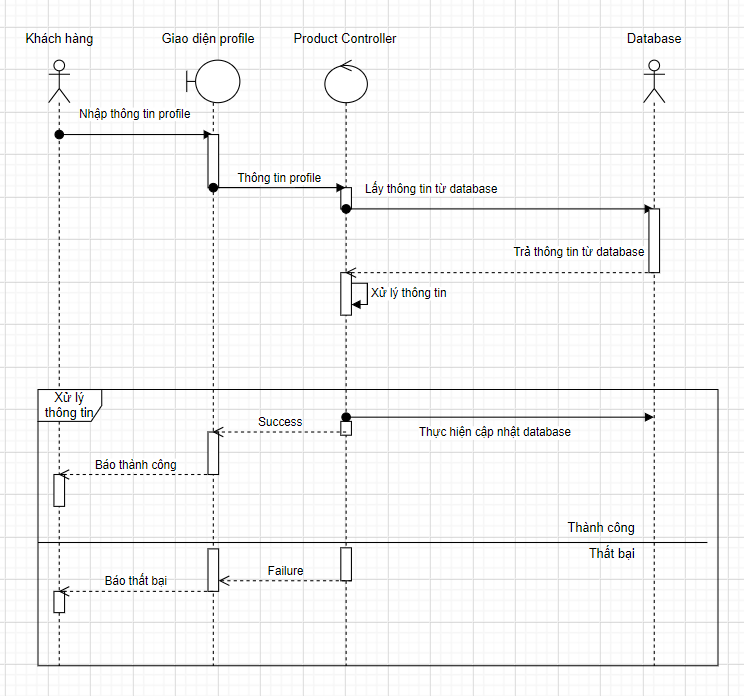 Khách hàng
Giao diện profile
Product Controller
Database
Nhập thông tin profile
Thông tin profile
Lấy thông tin từ database
Trả thông tin từ database
Xử lý thông tin
Xử lý
thông tin
Success
Thực hiện cập nhật database
Báo thành công
Thành công
Thất bại
Failure
Báo thất bại